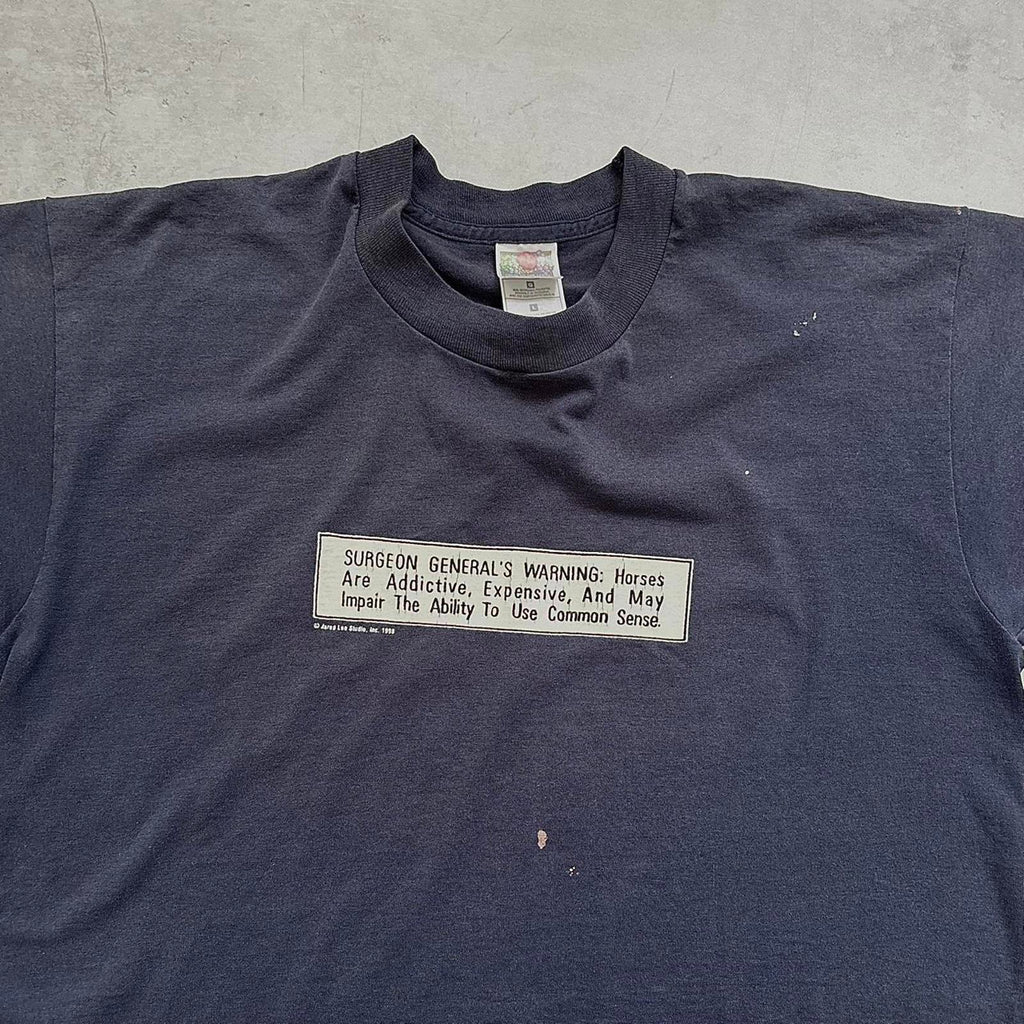 SURGEON GENERAL'S WARNING: Horses
Are Addictive, Expensive, And May
Impair The Ability To Use Common Sense.
© Jared Lee Studio, Inc. 1998
L